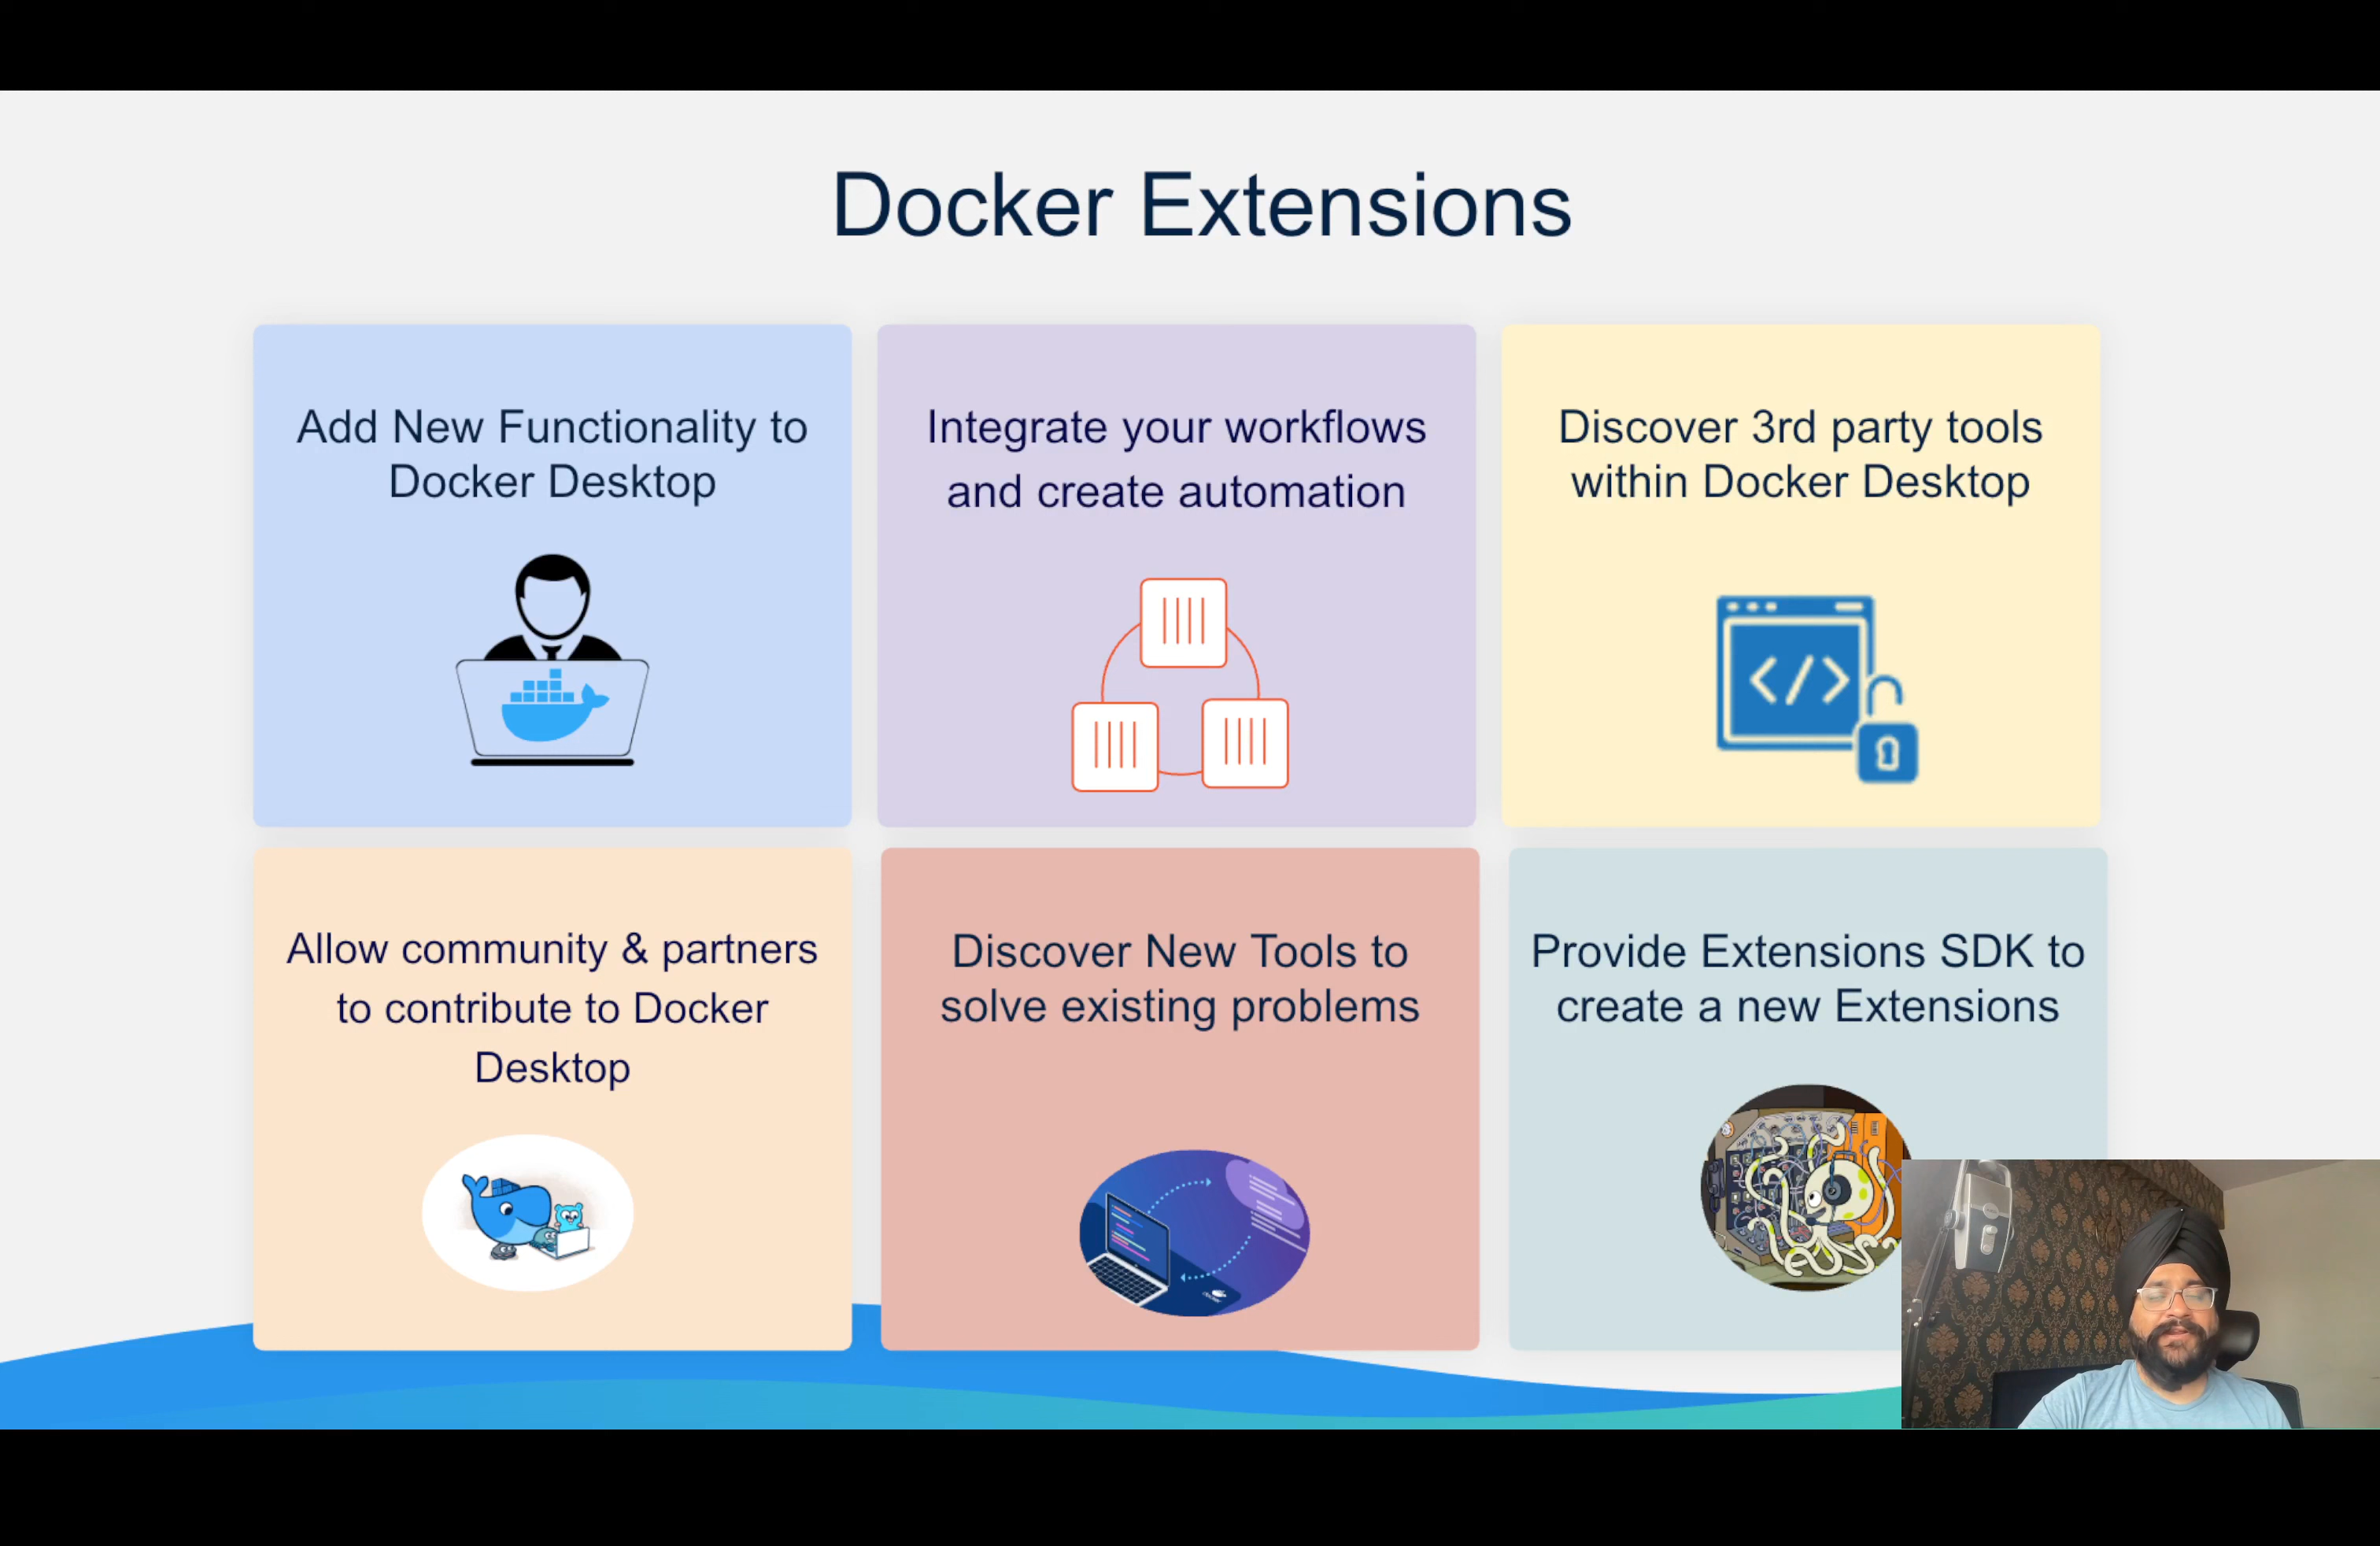 Docker Extensions
Add New Functionality to
Docker Desktop
Integrate your workflows
and create automation
Discover 3rd party tools
within Docker Desktop
Allow community & partners
to contribute to Docker
Desktop
Discover New Tools to
solve existing problems
Provide Extensions SDK to
create a new Extensions